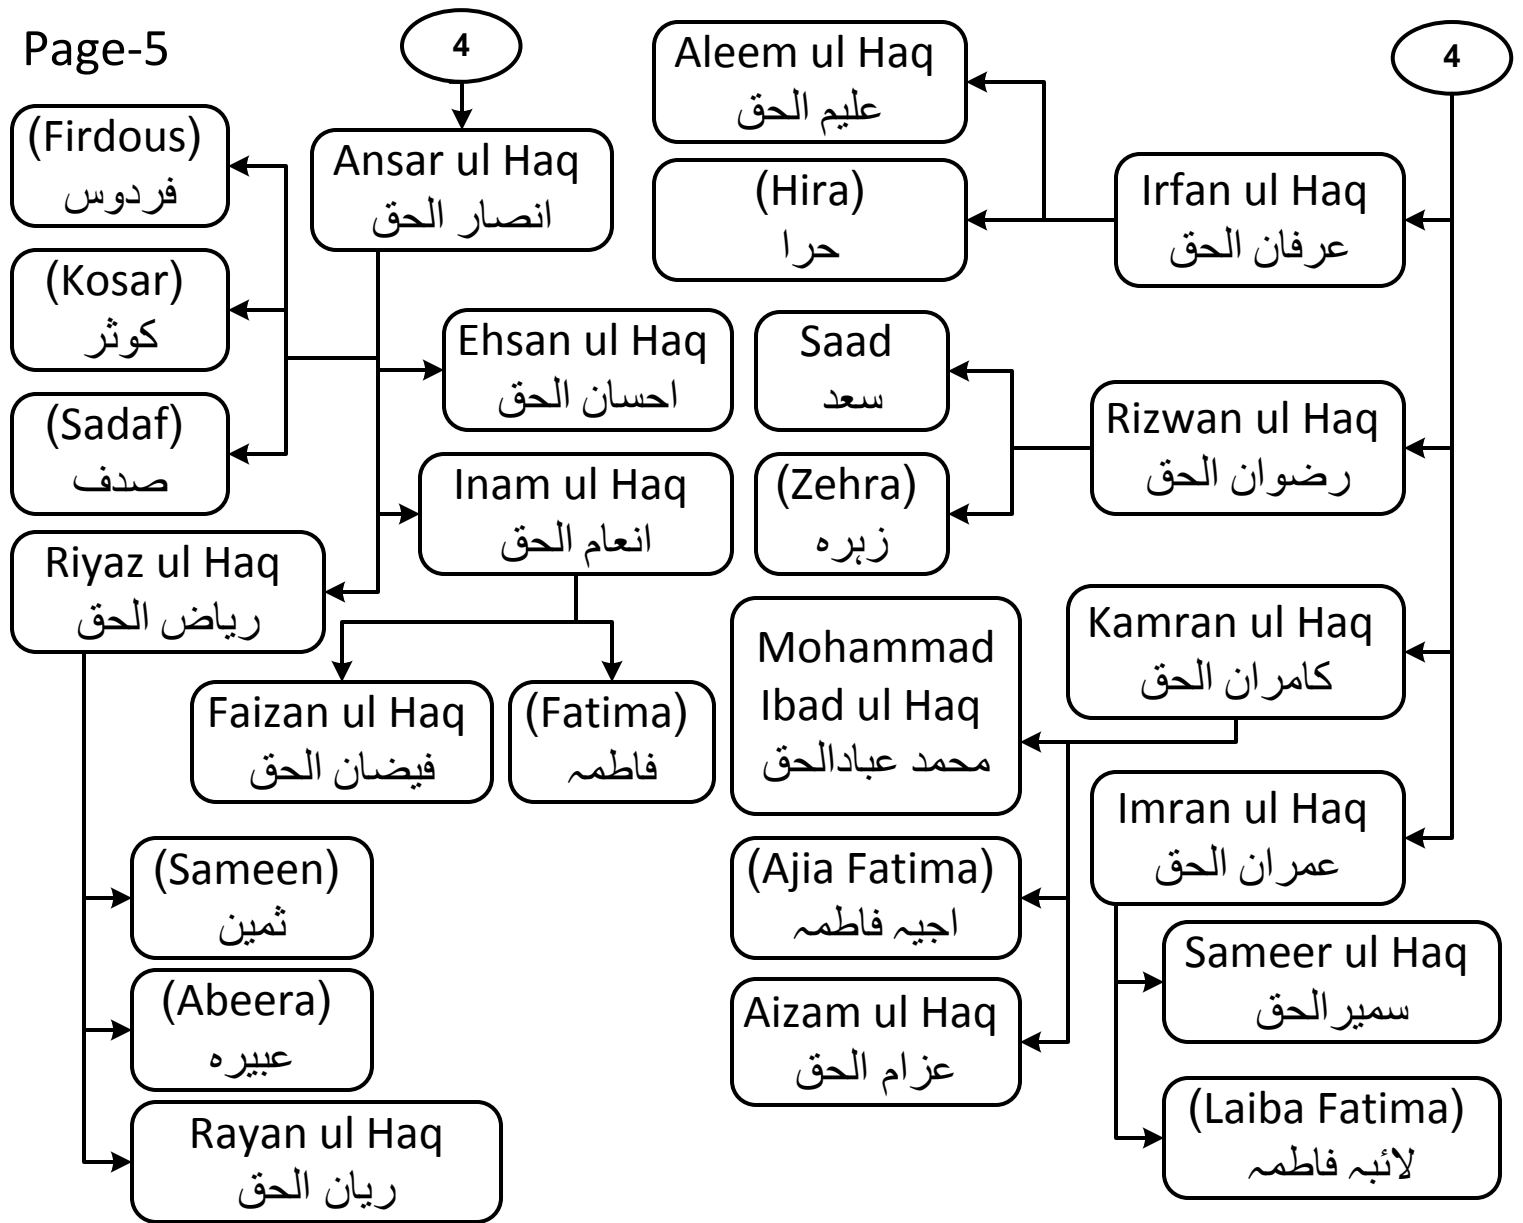 Page-5
4
Ansar ul Haq
انصار الحق
(Firdous)
فردوس
(Kosar)
کوثر
(Sadaf)
صدف
Ehsan ul Haq
احسان الحق
Inam ul Haq
انعام الحق
Riyaz ul Haq
ریاض الحق
Faizan ul Haq
فیضان الحق
(Fatima)
فاطمہ
(Sameen)
ثمین
(Abeera)
عبیرہ
Rayan ul Haq
ریان الحق
4
Aleem ul Haq
علیم الحق
(Hira)
حرا
Irfan ul Haq
عرفان الحق
Saad
سعد
(Zehra)
زہرہ
Rizwan ul Haq
رضوان الحق
Kamran ul Haq
کامران الحق
Mohammad
Ibad ul Haq
محمد عبادالحق
(Ajia Fatima)
اجیہ فاطمہ
Aizam ul Haq
عزام الحق
Imran ul Haq
عمران الحق
Sameer ul Haq
سمیرالحق
(Laiba Fatima)
لائبہ فاطمہ